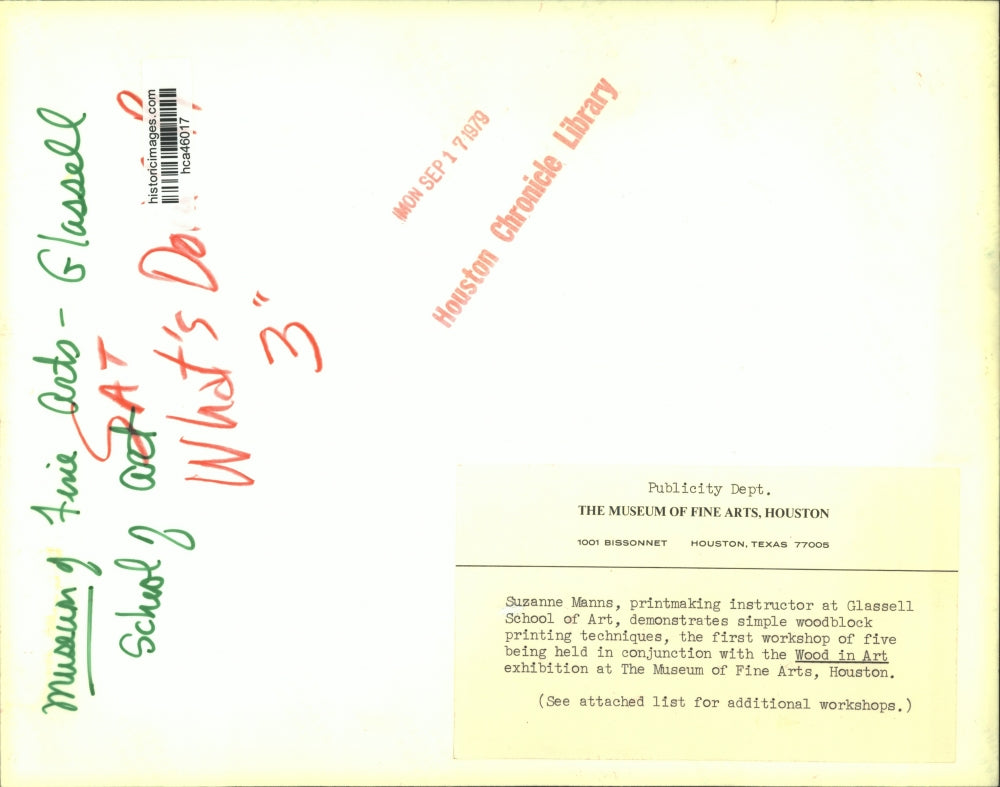 Museum of Fine Arts - Glassell
School of art
SAT
What's Do
3"
historicimages.com
hca46017
MON SEP 17 1979
Houston Chronicle Library
Publicity Dept.
THE MUSEUM OF FINE ARTS, HOUSTON
1001 BISSONNET HOUSTON, TEXAS 77005
Suzanne Manns, printmaking instructor at Glassell
School of Art, demonstrates simple woodblock
printing techniques, the first workshop of five
being held in conjunction with the Wood in Art
exhibition at The Museum of Fine Arts, Houston.
(See attached list for additional workshops.)